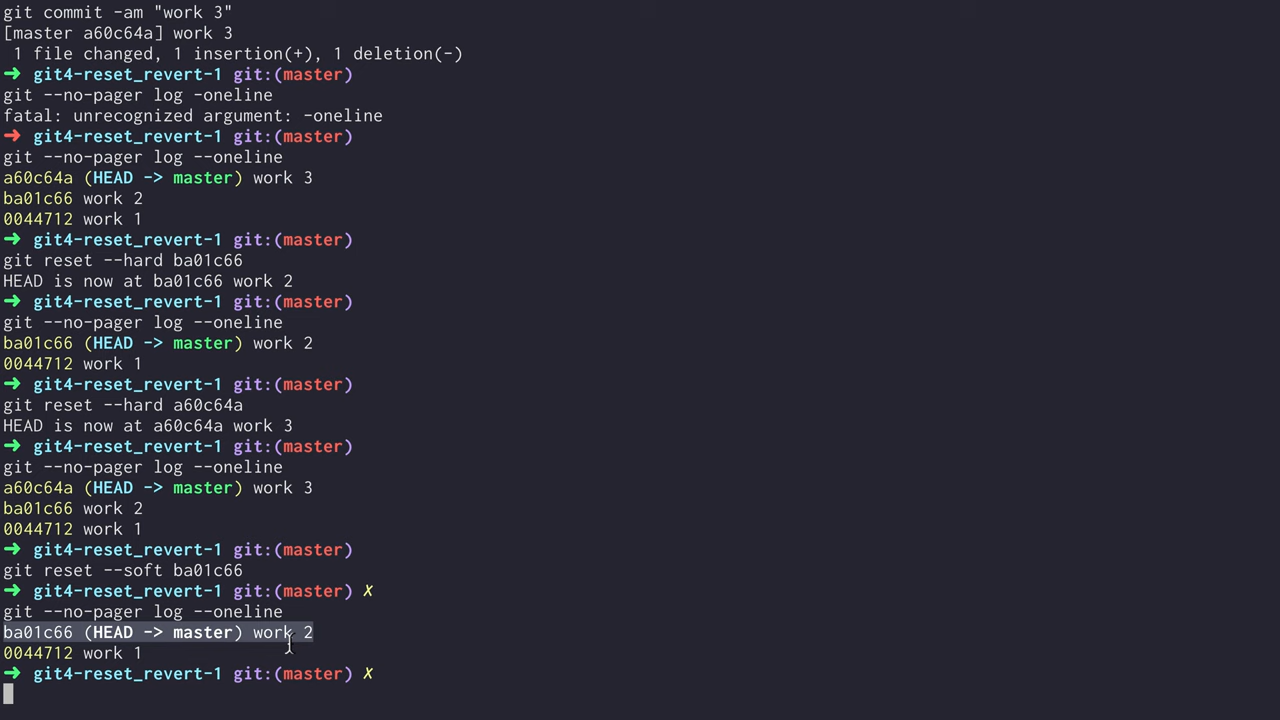 git commit -am "work 3"
[master a60c64a] work 3
 1 file changed, 1 insertion(+), 1 deletion(-)
➜  git4-reset_revert-1 git:(master)
git --no-pager log -oneline
fatal: unrecognized argument: -oneline
➜  git4-reset_revert-1 git:(master)
git --no-pager log --oneline
a60c64a (HEAD -> master) work 3
ba01c66 work 2
0044712 work 1
➜  git4-reset_revert-1 git:(master)
git reset --hard ba01c66
HEAD is now at ba01c66 work 2
➜  git4-reset_revert-1 git:(master)
git --no-pager log --oneline
ba01c66 (HEAD -> master) work 2
0044712 work 1
➜  git4-reset_revert-1 git:(master)
git reset --hard a60c64a
HEAD is now at a60c64a work 3
➜  git4-reset_revert-1 git:(master)
git --no-pager log --oneline
a60c64a (HEAD -> master) work 3
ba01c66 work 2
0044712 work 1
➜  git4-reset_revert-1 git:(master)
git reset --soft ba01c66
➜  git4-reset_revert-1 git:(master) ✗
git --no-pager log --oneline
ba01c66 (HEAD -> master) work 2
0044712 work 1
➜  git4-reset_revert-1 git:(master) ✗